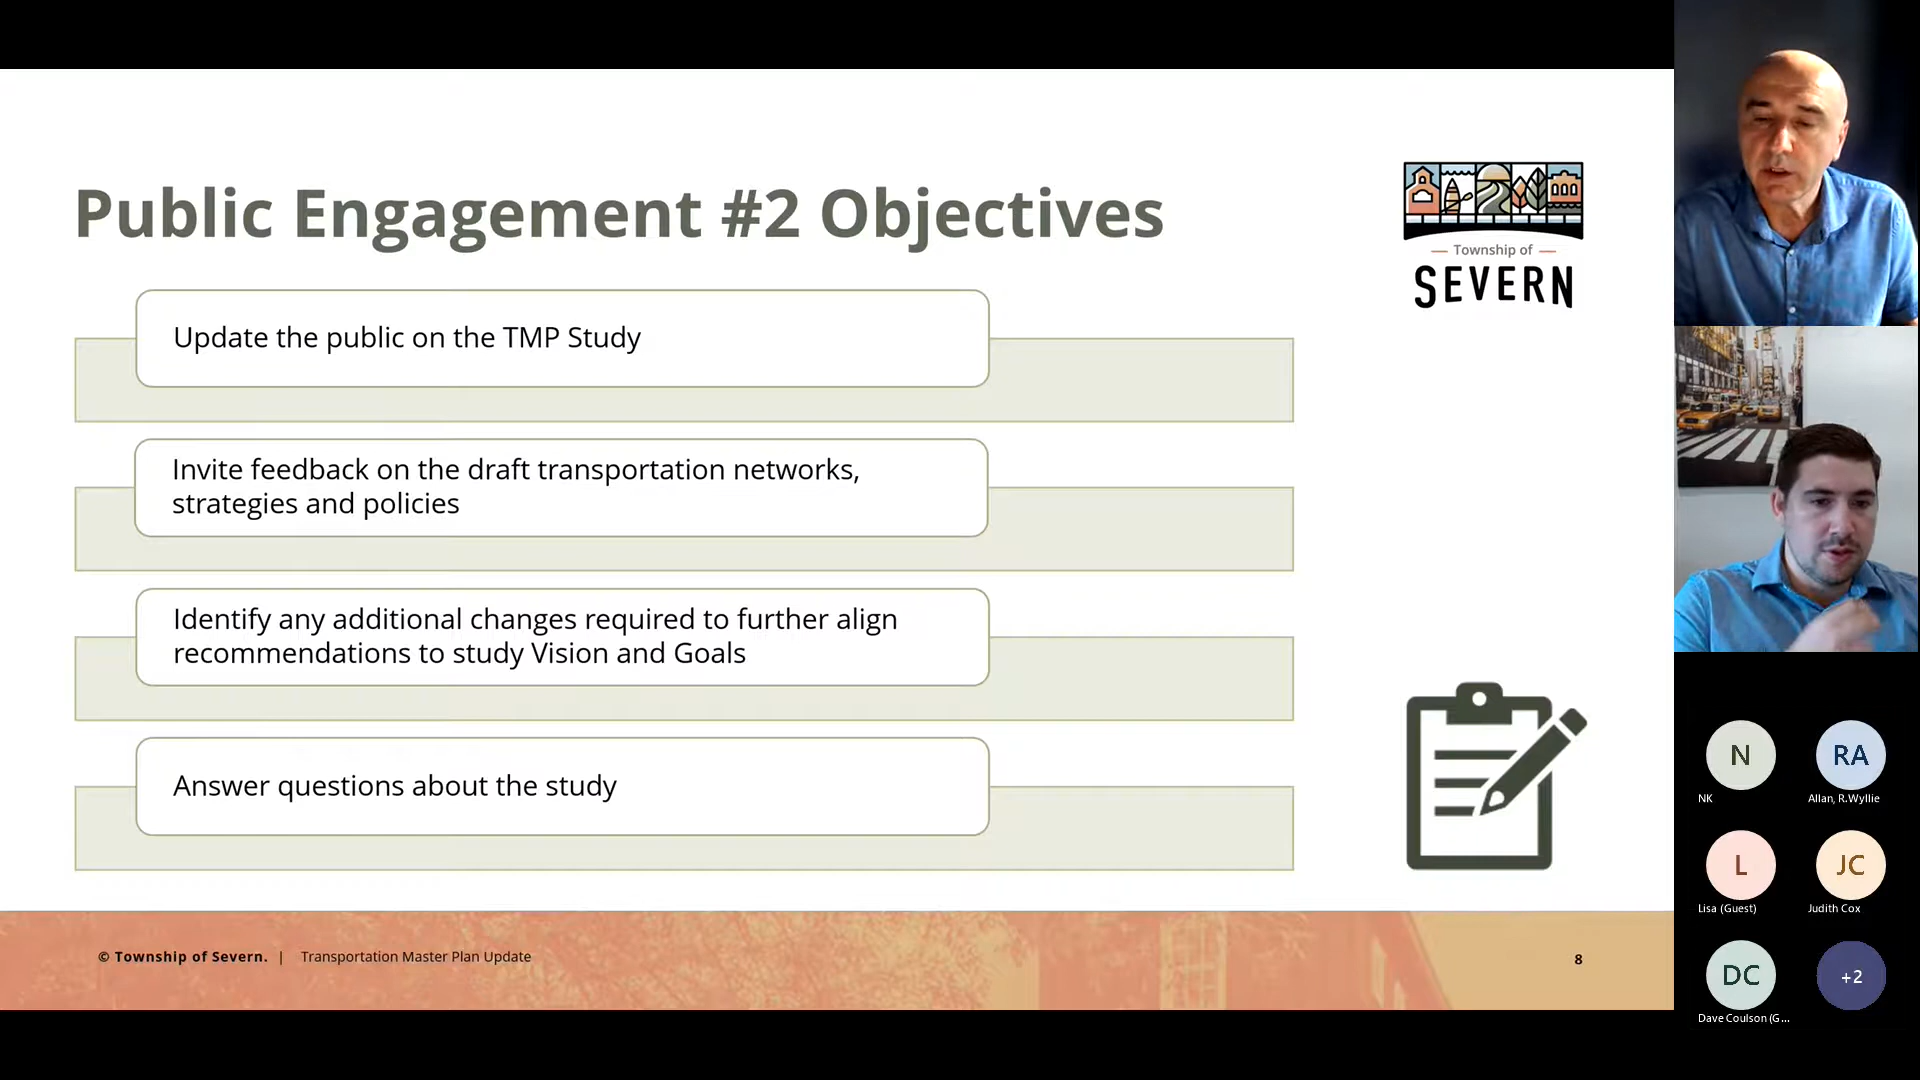 Public Engagement #2 Objectives
Township of
SEVERN
Update the public on the TMP Study
Invite feedback on the draft transportation networks,
strategies and policies
Identify any additional changes required to further align
recommendations to study Vision and Goals
Answer questions about the study
© Township of Severn. | Transportation Master Plan Update
8
N
NK
RA
Allan, R.Wyllie
L
Lisa (Guest)
JC
Judith Cox
DC
Dave Coulson (G...
+2